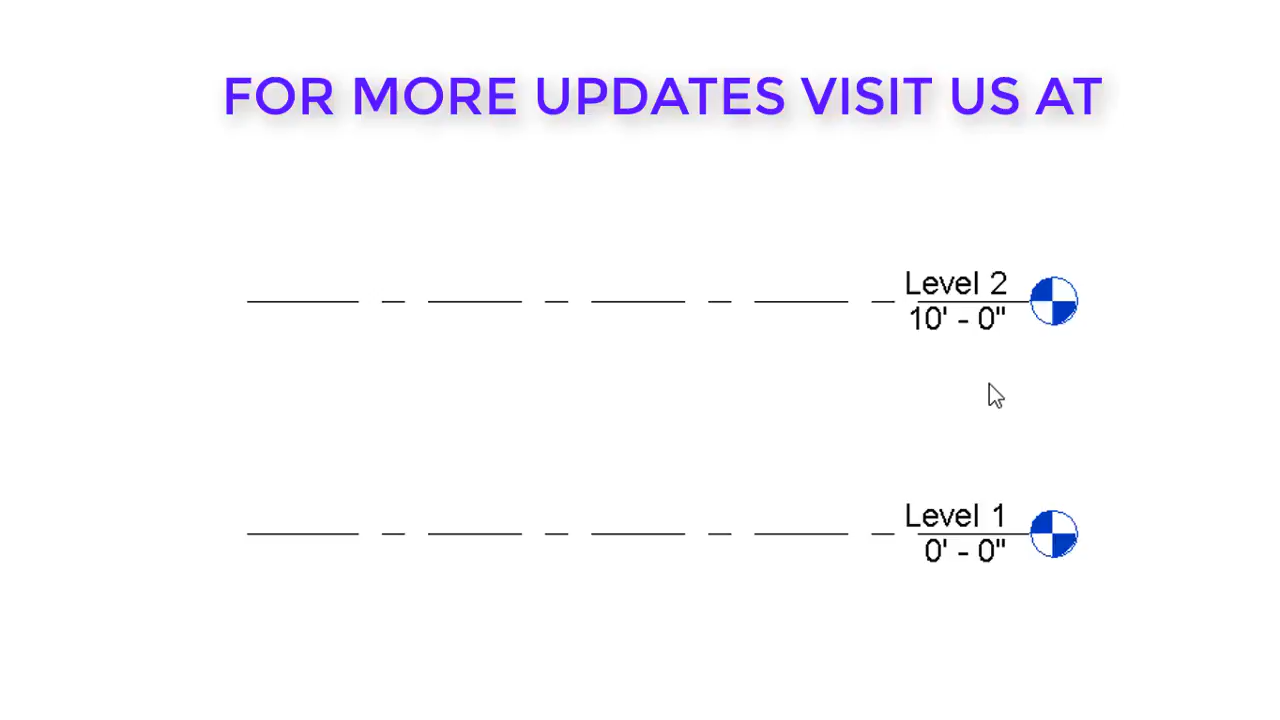 FOR MORE UPDATES VISIT US AT
Level 2
10' - 0"
Level 1
0' - 0"